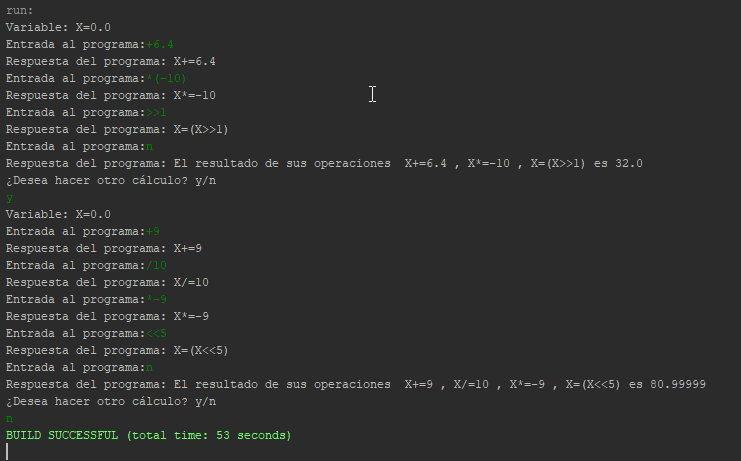 run:
Variable: X=0.0
Entrada al programa:+6.4
Respuesta del programa: X+=6.4
Entrada al programa:*(-10)
Respuesta del programa: X*=-10
Entrada al programa:>>1
Respuesta del programa: X=(X>>1)
Entrada al programa:n
Respuesta del programa: El resultado de sus operaciones  X+=6.4 , X*=-10 , X=(X>>1) es 32.0
¿Desea hacer otro cálculo? y/n
y
Variable: X=0.0
Entrada al programa:+9
Respuesta del programa: X+=9
Entrada al programa:/10
Respuesta del programa: X/=10
Entrada al programa:*-9
Respuesta del programa: X*=-9
Entrada al programa:<<5
Respuesta del programa: X=(X<<5)
Entrada al programa:n
Respuesta del programa: El resultado de sus operaciones  X+=9 , X/=10 , X*=-9 , X=(X<<5) es 80.99999
¿Desea hacer otro cálculo? y/n
n
BUILD SUCCESSFUL (total time: 53 seconds)